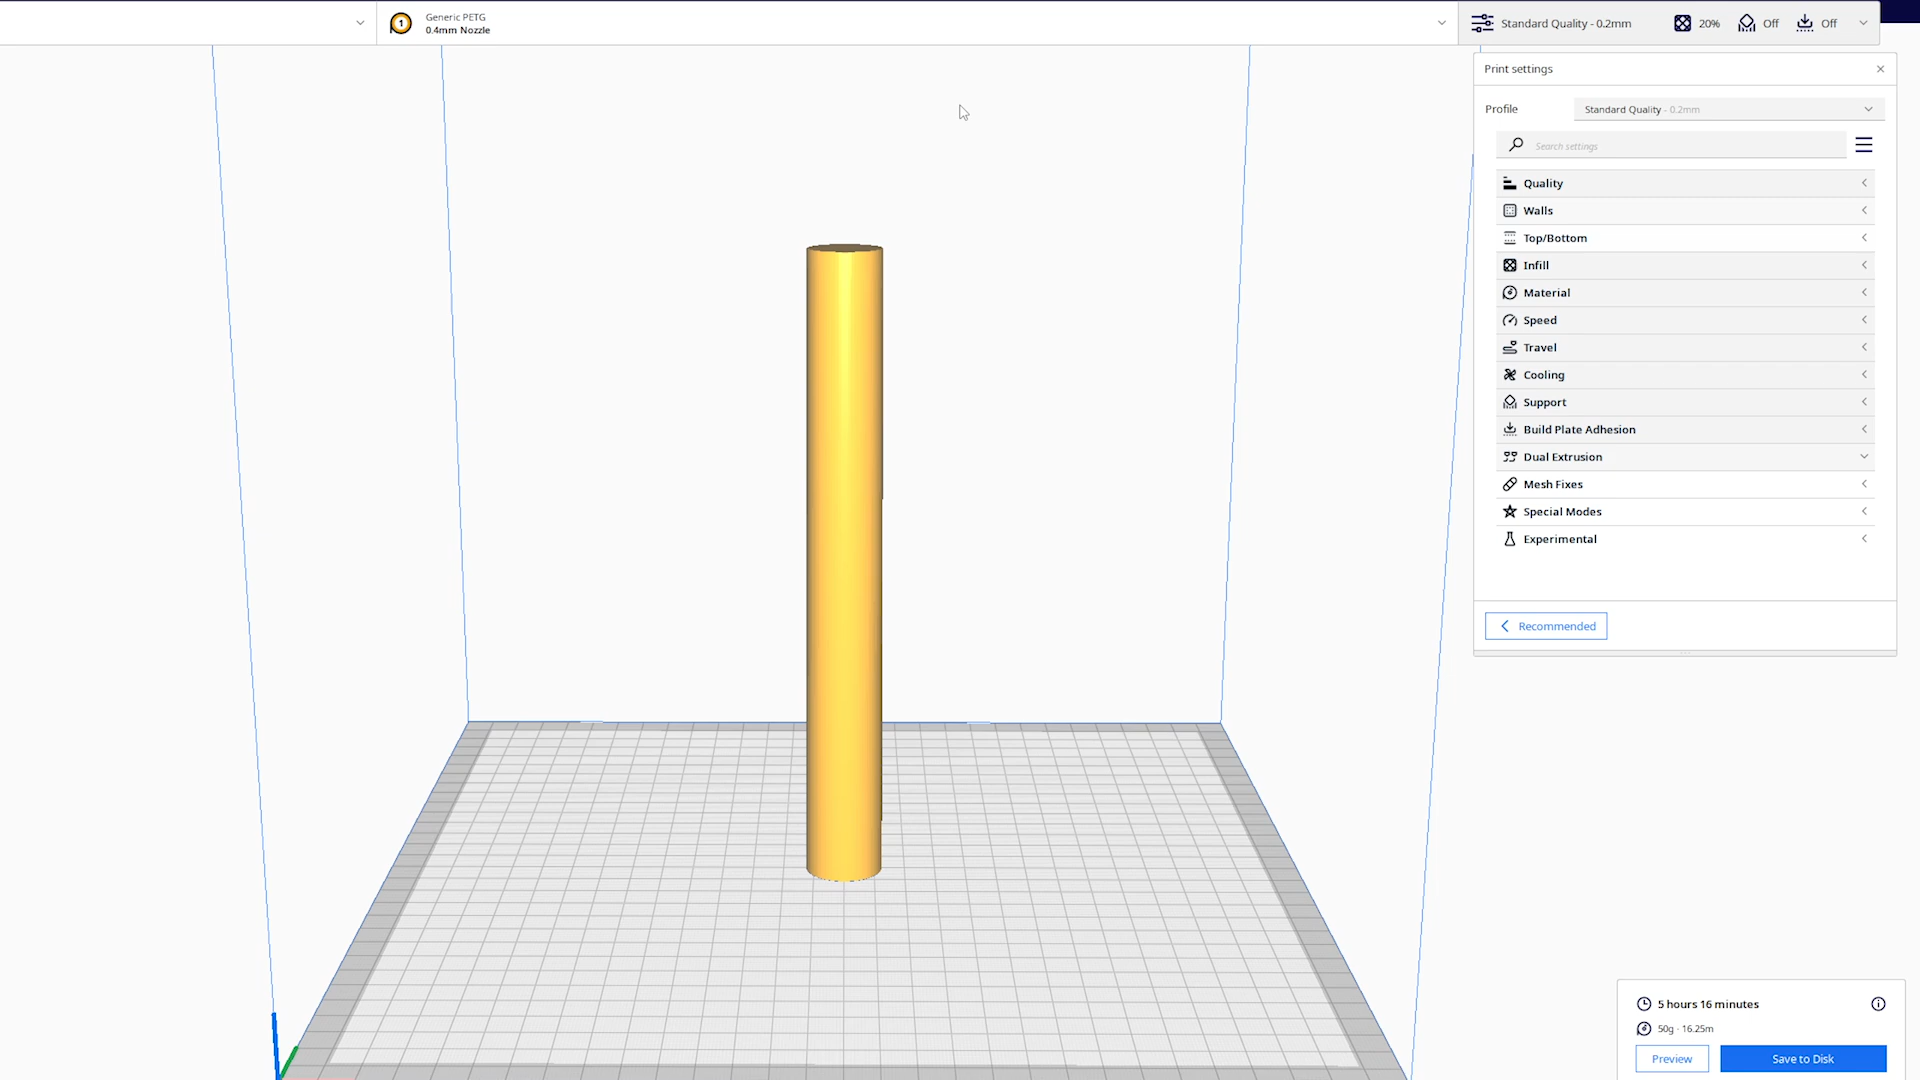 Generic PETG
0.4mm Nozzle
1
Standard Quality - 0.2mm
20%
Off
Off
Print settings
Profile
Standard Quality - 0.2mm
Search settings
Quality
Walls
Top/Bottom
Infill
Material
Speed
Travel
Cooling
Support
Build Plate Adhesion
Dual Extrusion
Mesh Fixes
Special Modes
Experimental
Recommended
5 hours 16 minutes
50g · 16.25m
Preview
Save to Disk